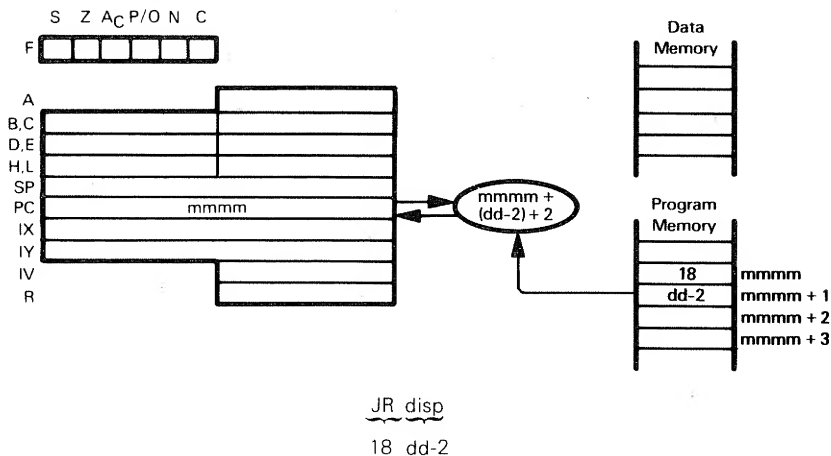 S Z AC P/O N C
F
A
B,C
D,E
H,L
SP
PC mmmm
IX
IY
IV
R
mmmm +
(dd-2) + 2
Data
Memory
Program
Memory
18 mmmm
dd-2 mmmm + 1
mmmm + 2
mmmm + 3
JR disp
18 dd-2